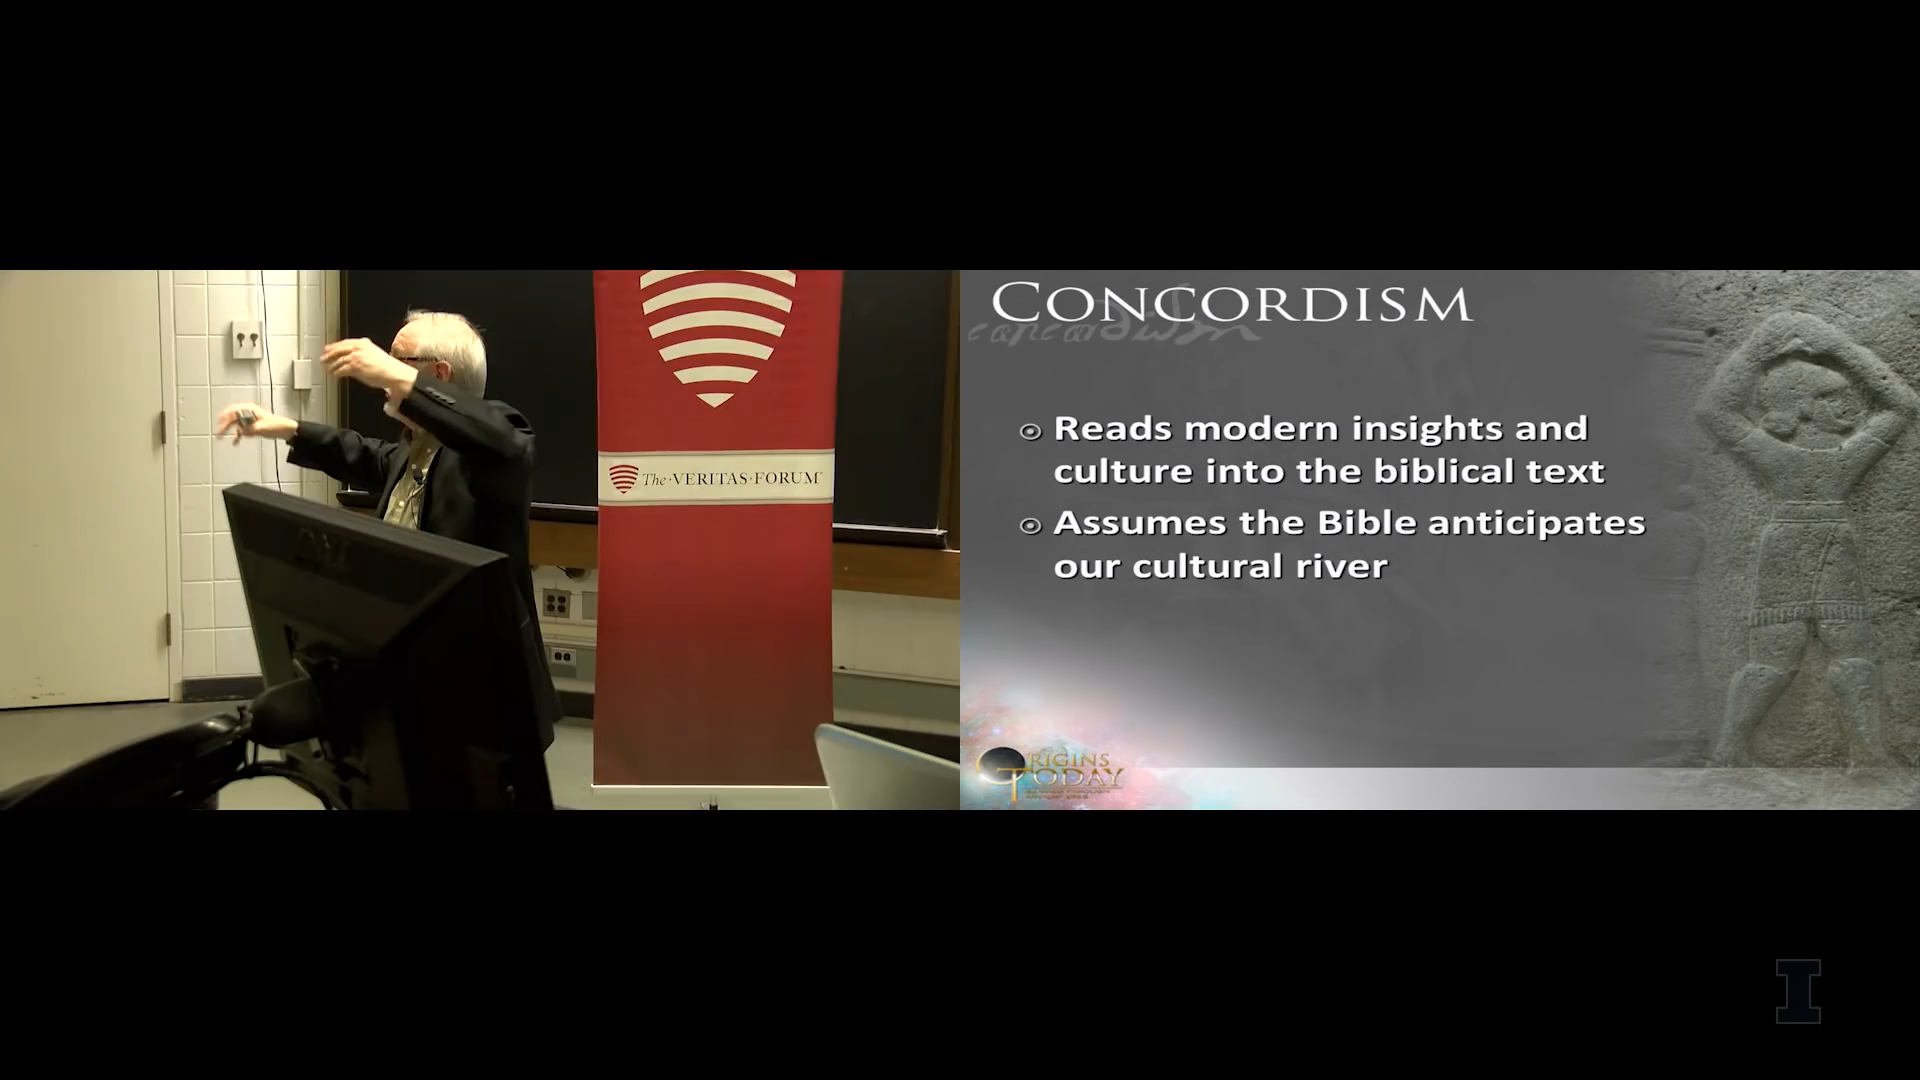 The VERITAS FORUM
CONCORDISM
concordism
Reads modern insights and
culture into the biblical text
Assumes the Bible anticipates
our cultural river
ORIGINS
TODAY